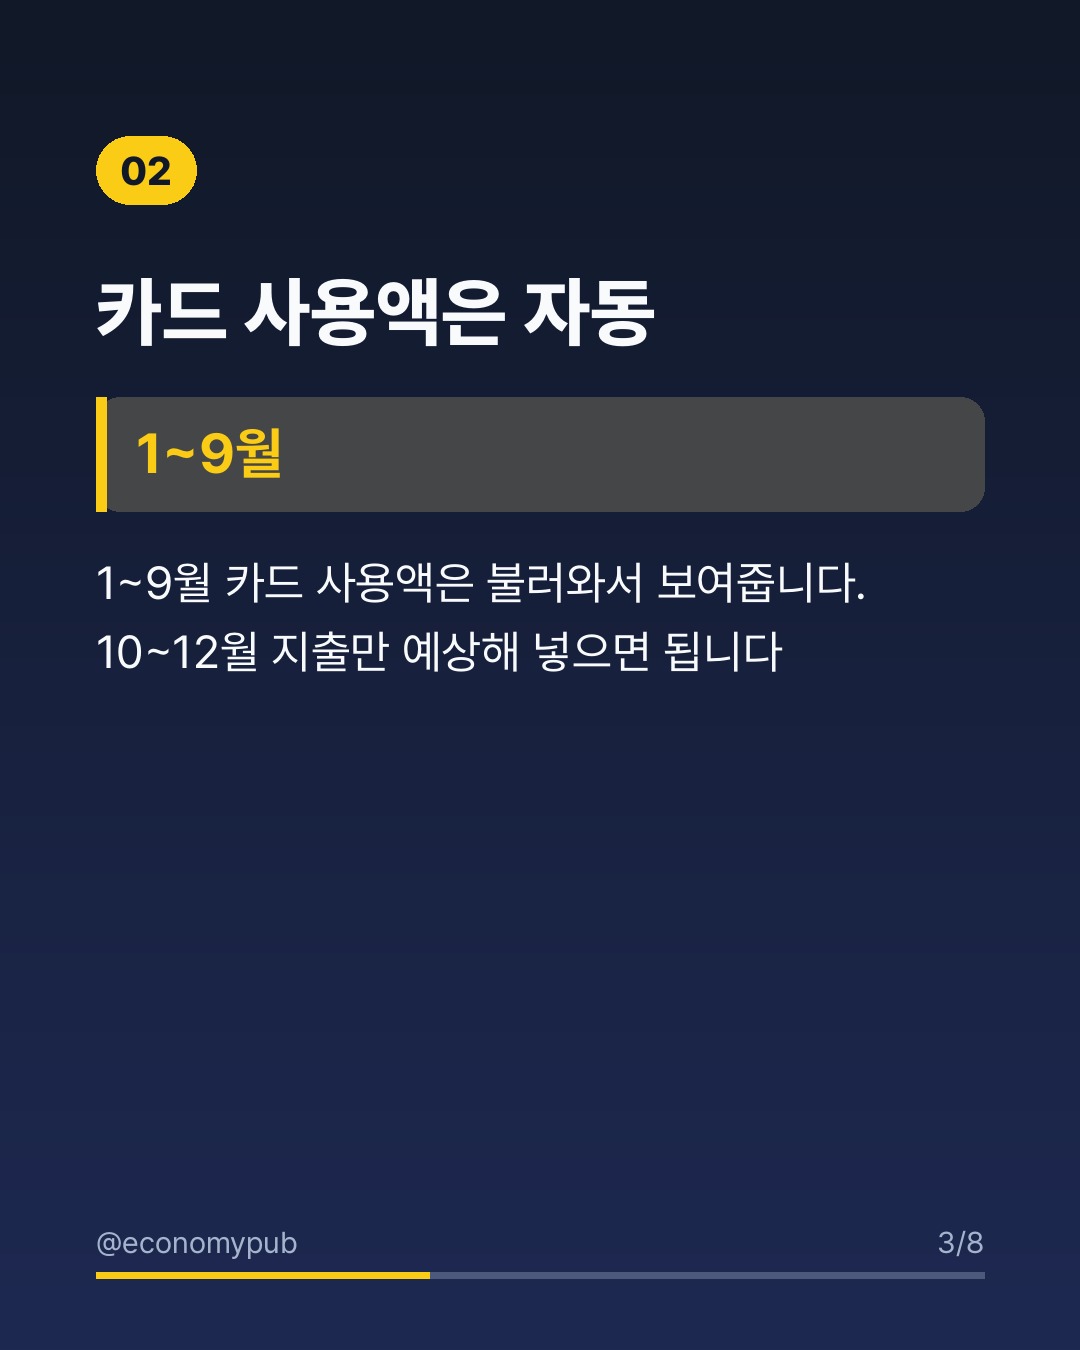 02
카드 사용액은 자동
1~9월
1~9월 카드 사용액은 불러와서 보여줍니다.
10~12월 지출만 예상해 넣으면 됩니다
@economypub
3/8